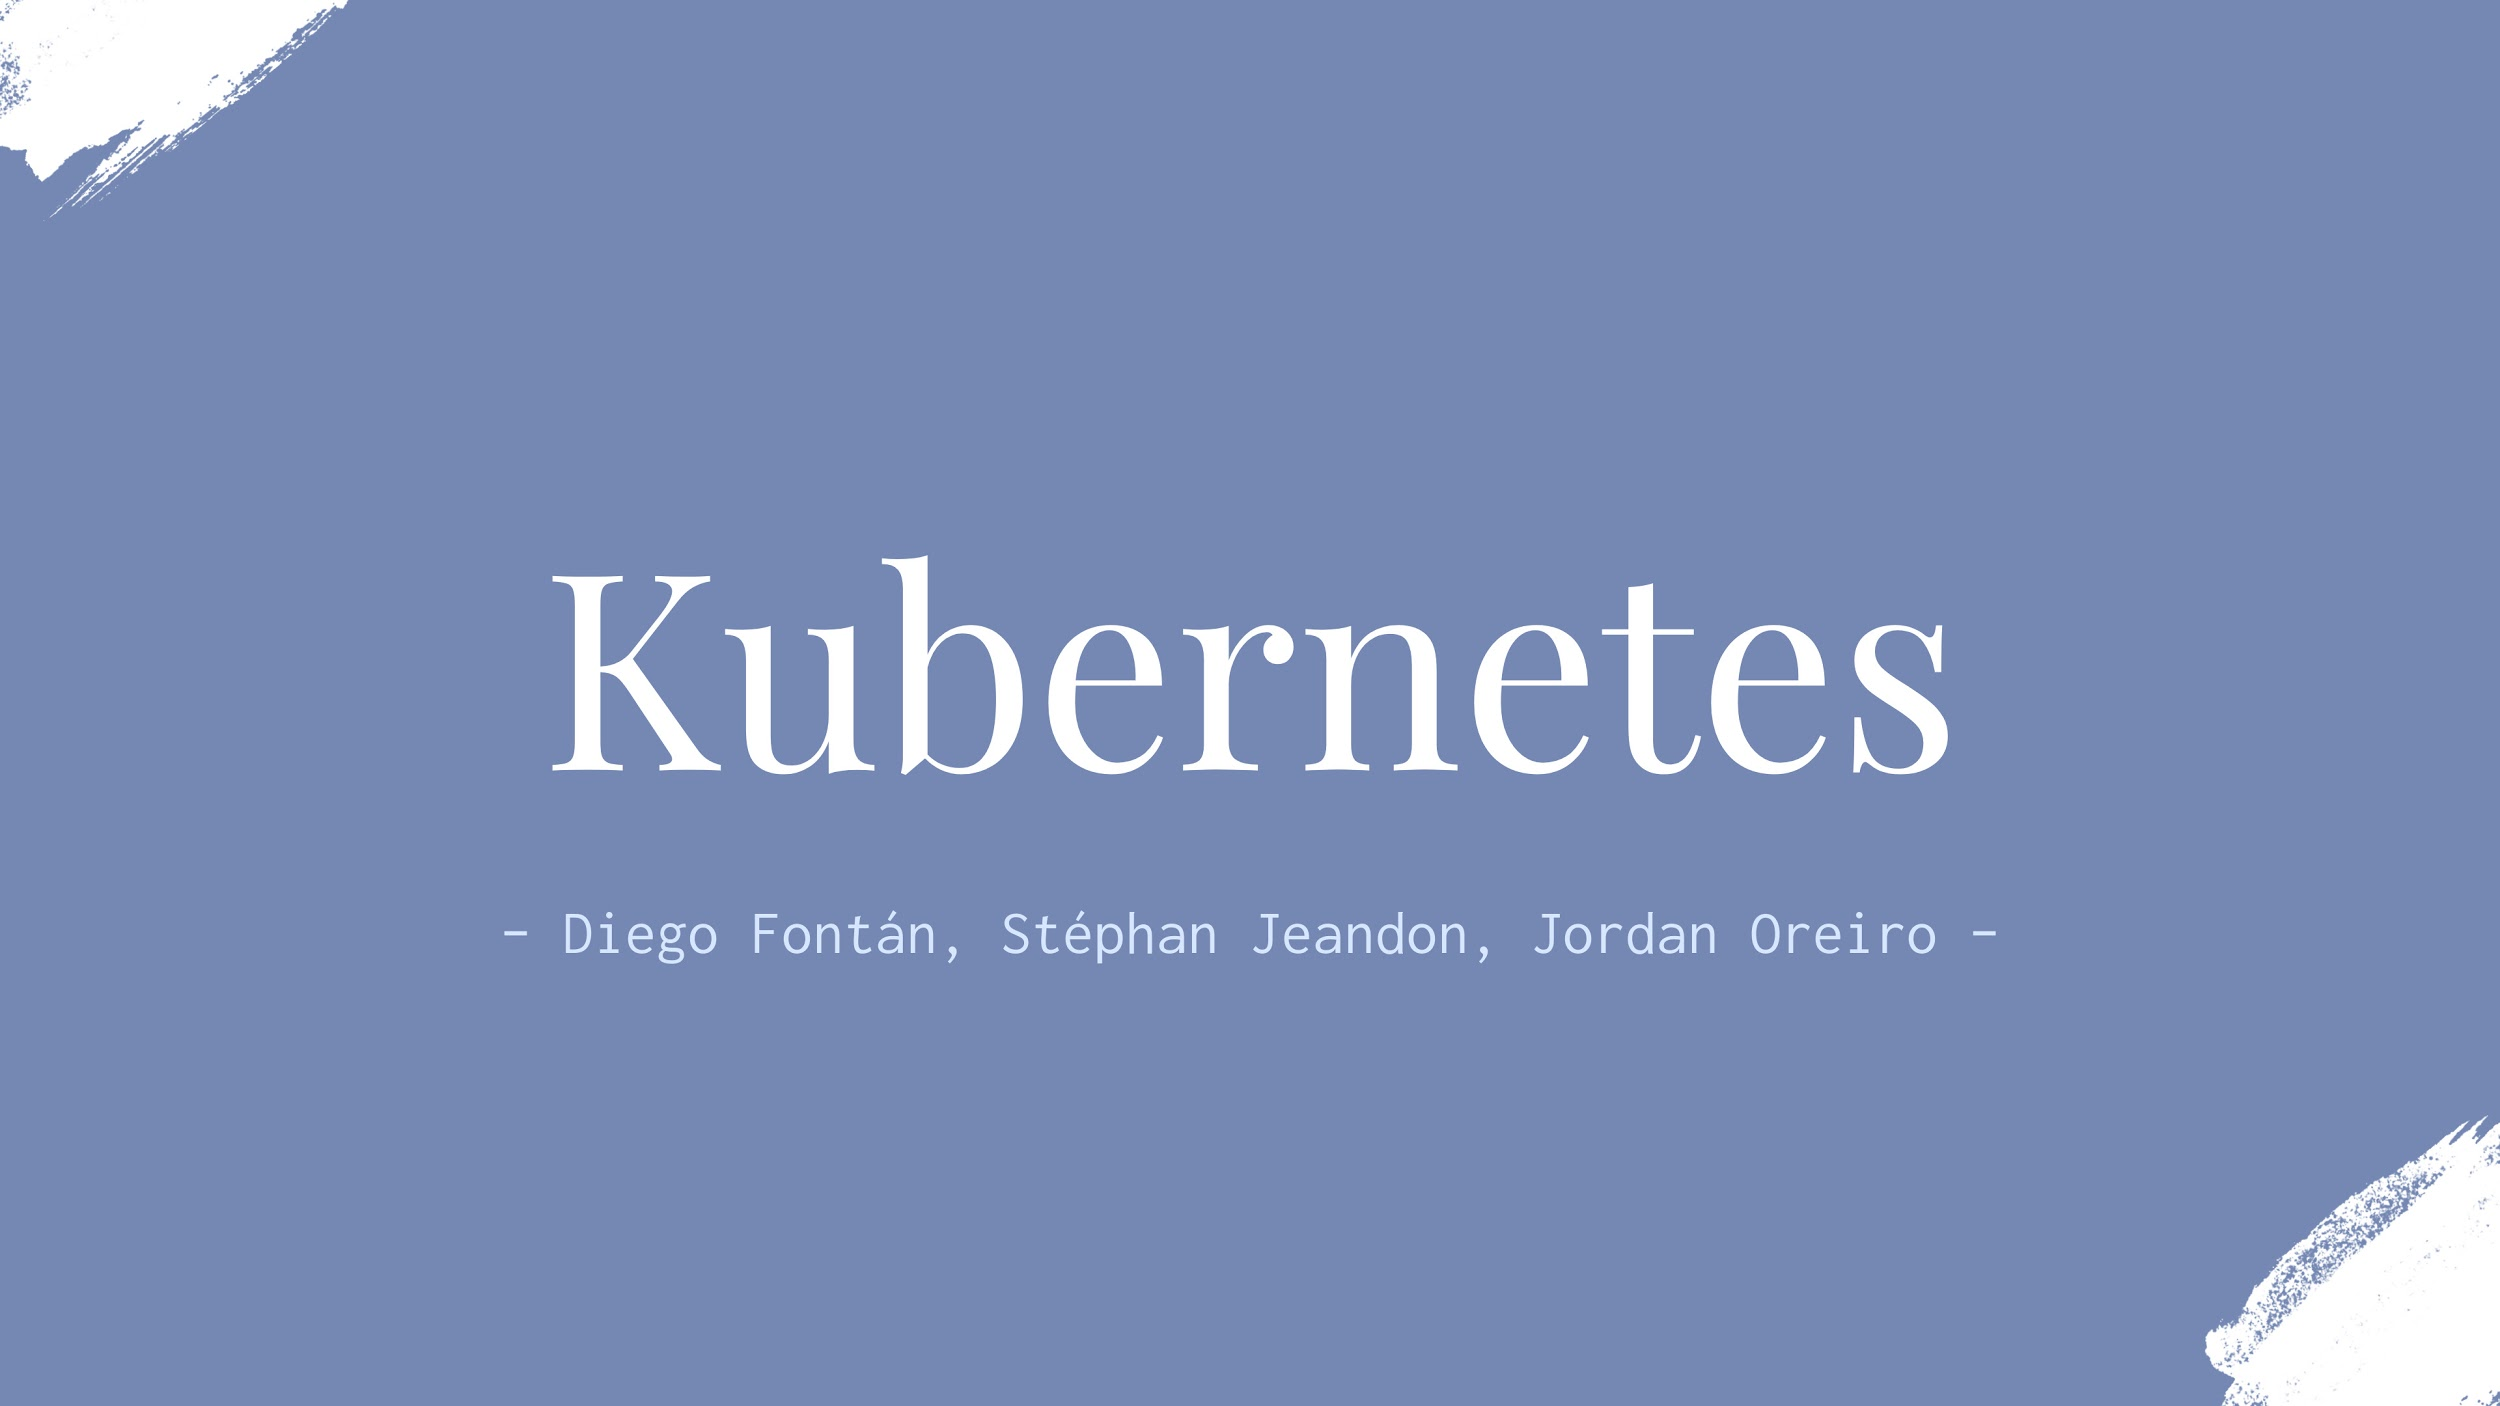 Kubernetes
- Diego Fontán, Stéphan Jeandon, Jordan Oreiro -